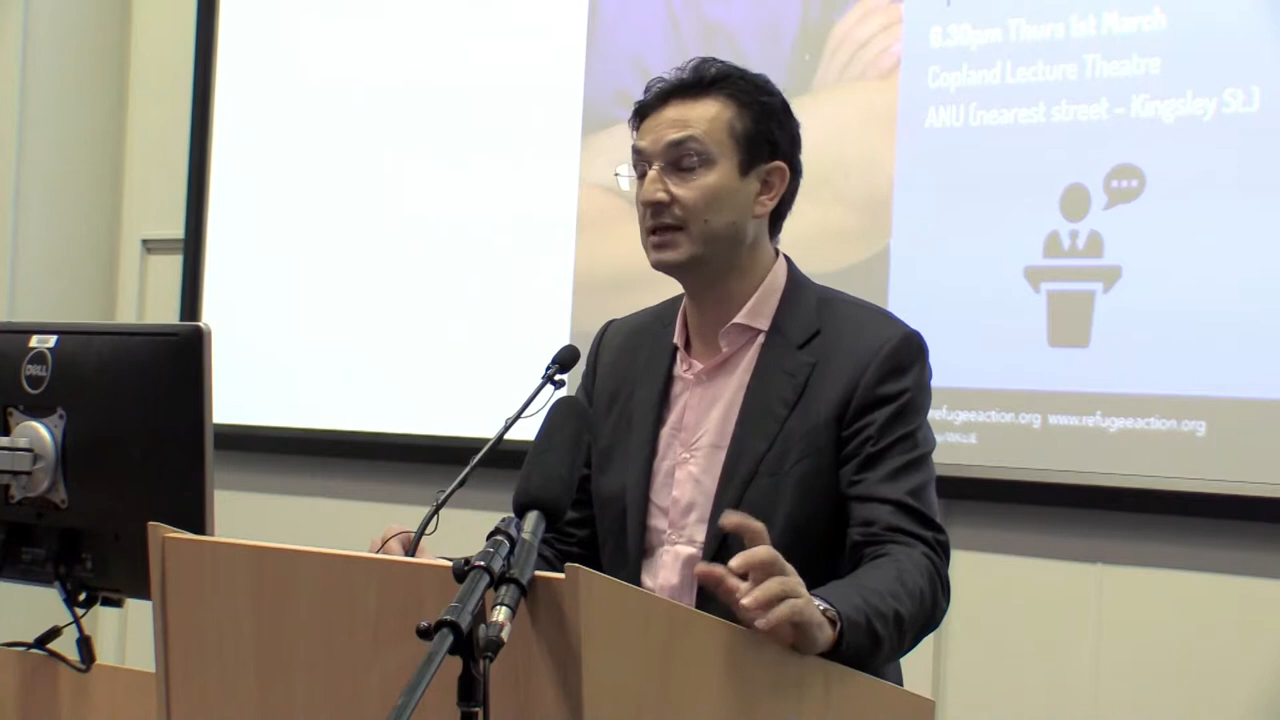 6.30pm Thurs 1st March
Copland Lecture Theatre
ANU (nearest street – Kingsley St.)
refugeeaction.org www.refugeeaction.org
DELL